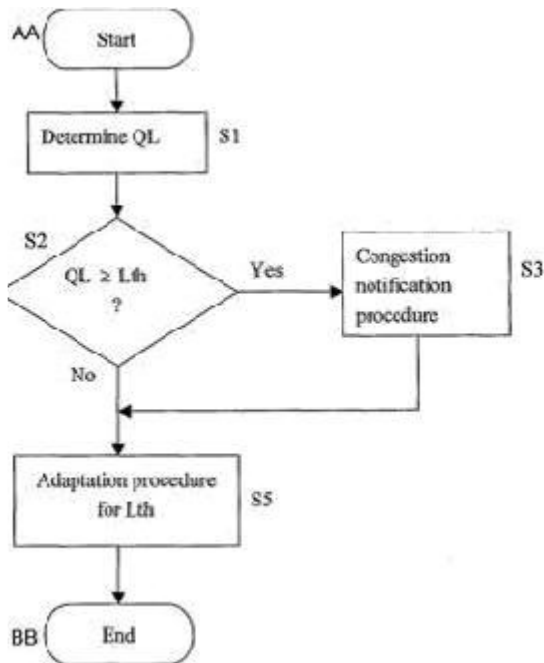 AA
Start
Determine QL
S1
S2
QL ≥ Lth
?
Yes
Congestion
notification
procedure
S3
No
Adaptation procedure
for Lth
S5
BB
End